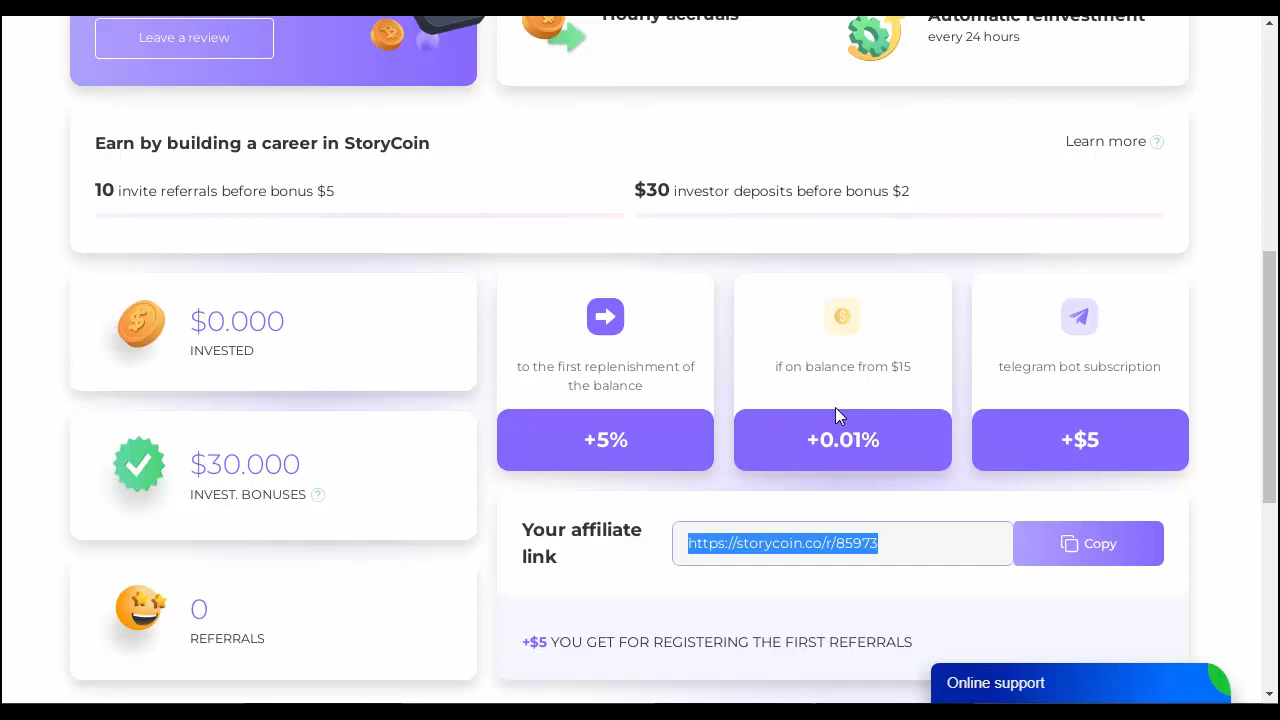 Leave a review
Hourly accruals
Automatic reinvestment
every 24 hours
Earn by building a career in StoryCoin
Learn more ?
10 invite referrals before bonus $5
$30 investor deposits before bonus $2
$0.000
INVESTED
to the first replenishment of
the balance
+5%
if on balance from $15
+0.01%
telegram bot subscription
+$5
$30.000
INVEST. BONUSES ?
Your affiliate
link
https://storycoin.co/r/85973
Copy
0
REFERRALS
+$5 YOU GET FOR REGISTERING THE FIRST REFERRALS
Online support